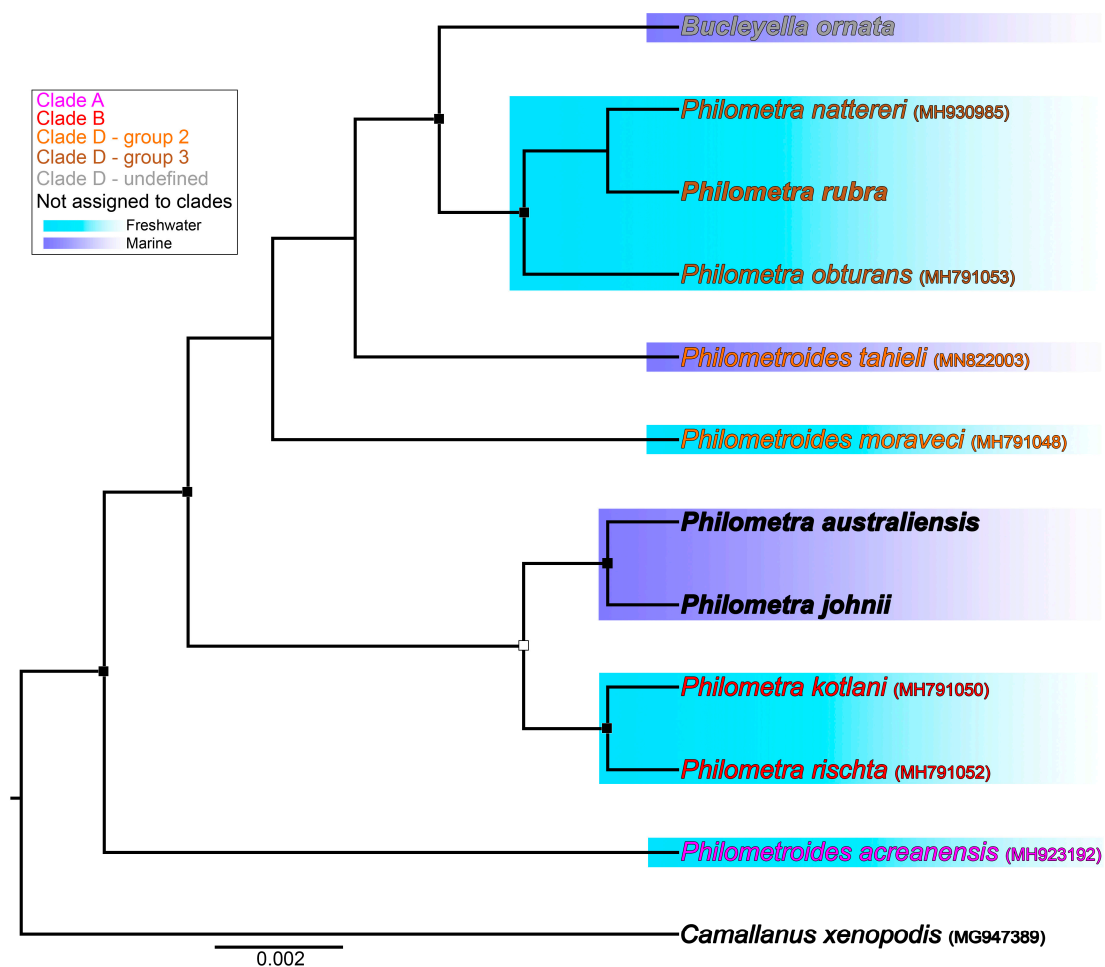 Bucleyella ornata
Clade A
Clade B
Clade D - group 2
Clade D - group 3
Clade D - undefined
Not assigned to clades
Freshwater
Marine
Philometra nattereri (MH930985)
Philometra rubra
Philometra obturans (MH791053)
Philometroides tahieli (MN822003)
Philometroides moraveci (MH791048)
Philometra australiensis
Philometra johnii
Philometra kotlani (MH791050)
Philometra rischta (MH791052)
Philometroides acreanensis (MH923192)
Camallanus xenopodis (MG947389)
0.002